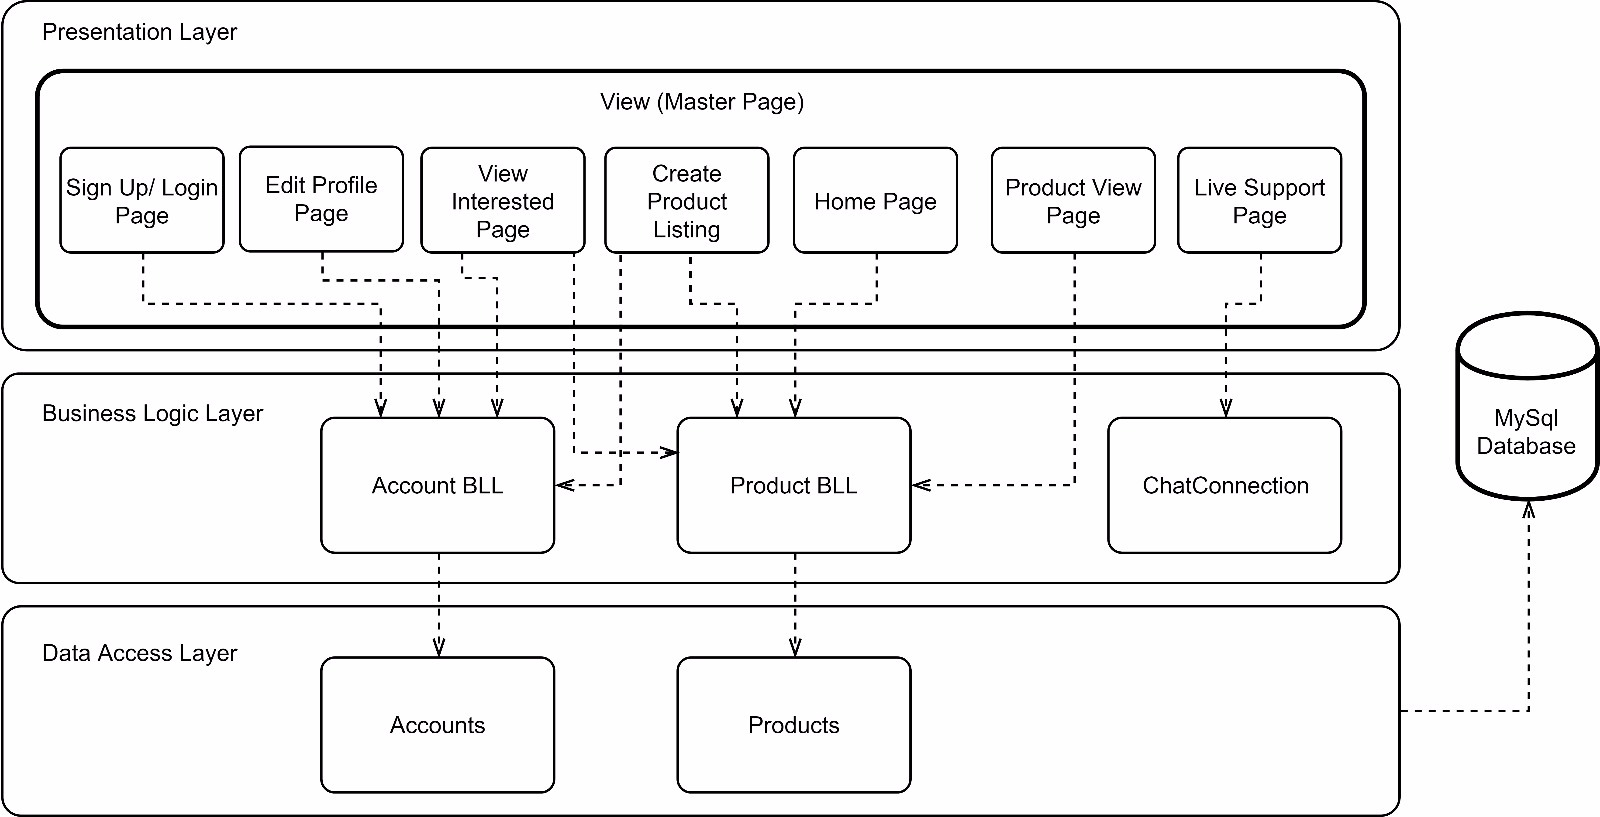 Presentation Layer
View (Master Page)
Sign Up/ Login
Page
Edit Profile
Page
View
Interested
Page
Create
Product
Listing
Home Page
Product View
Page
Live Support
Page
Business Logic Layer
Account BLL
Product BLL
ChatConnection
MySql
Database
Data Access Layer
Accounts
Products